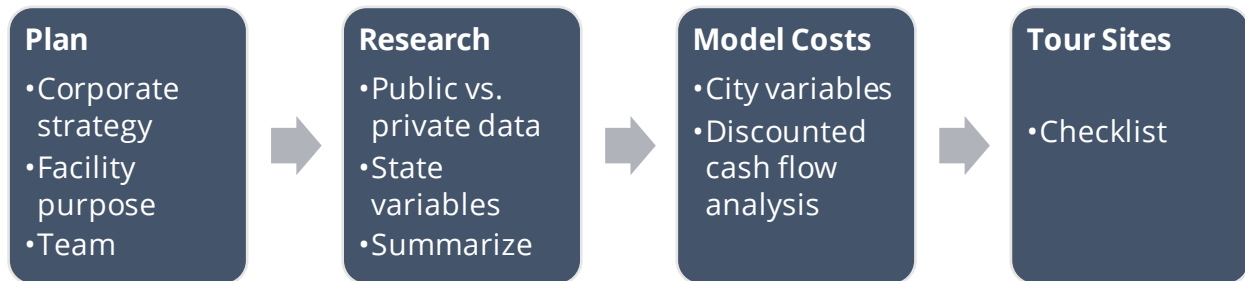 Plan
•Corporate
strategy
•Facility
purpose
•Team
Research
•Public vs.
private data
•State
variables
•Summarize
Model Costs
•City variables
•Discounted
cash flow
analysis
Tour Sites
•Checklist